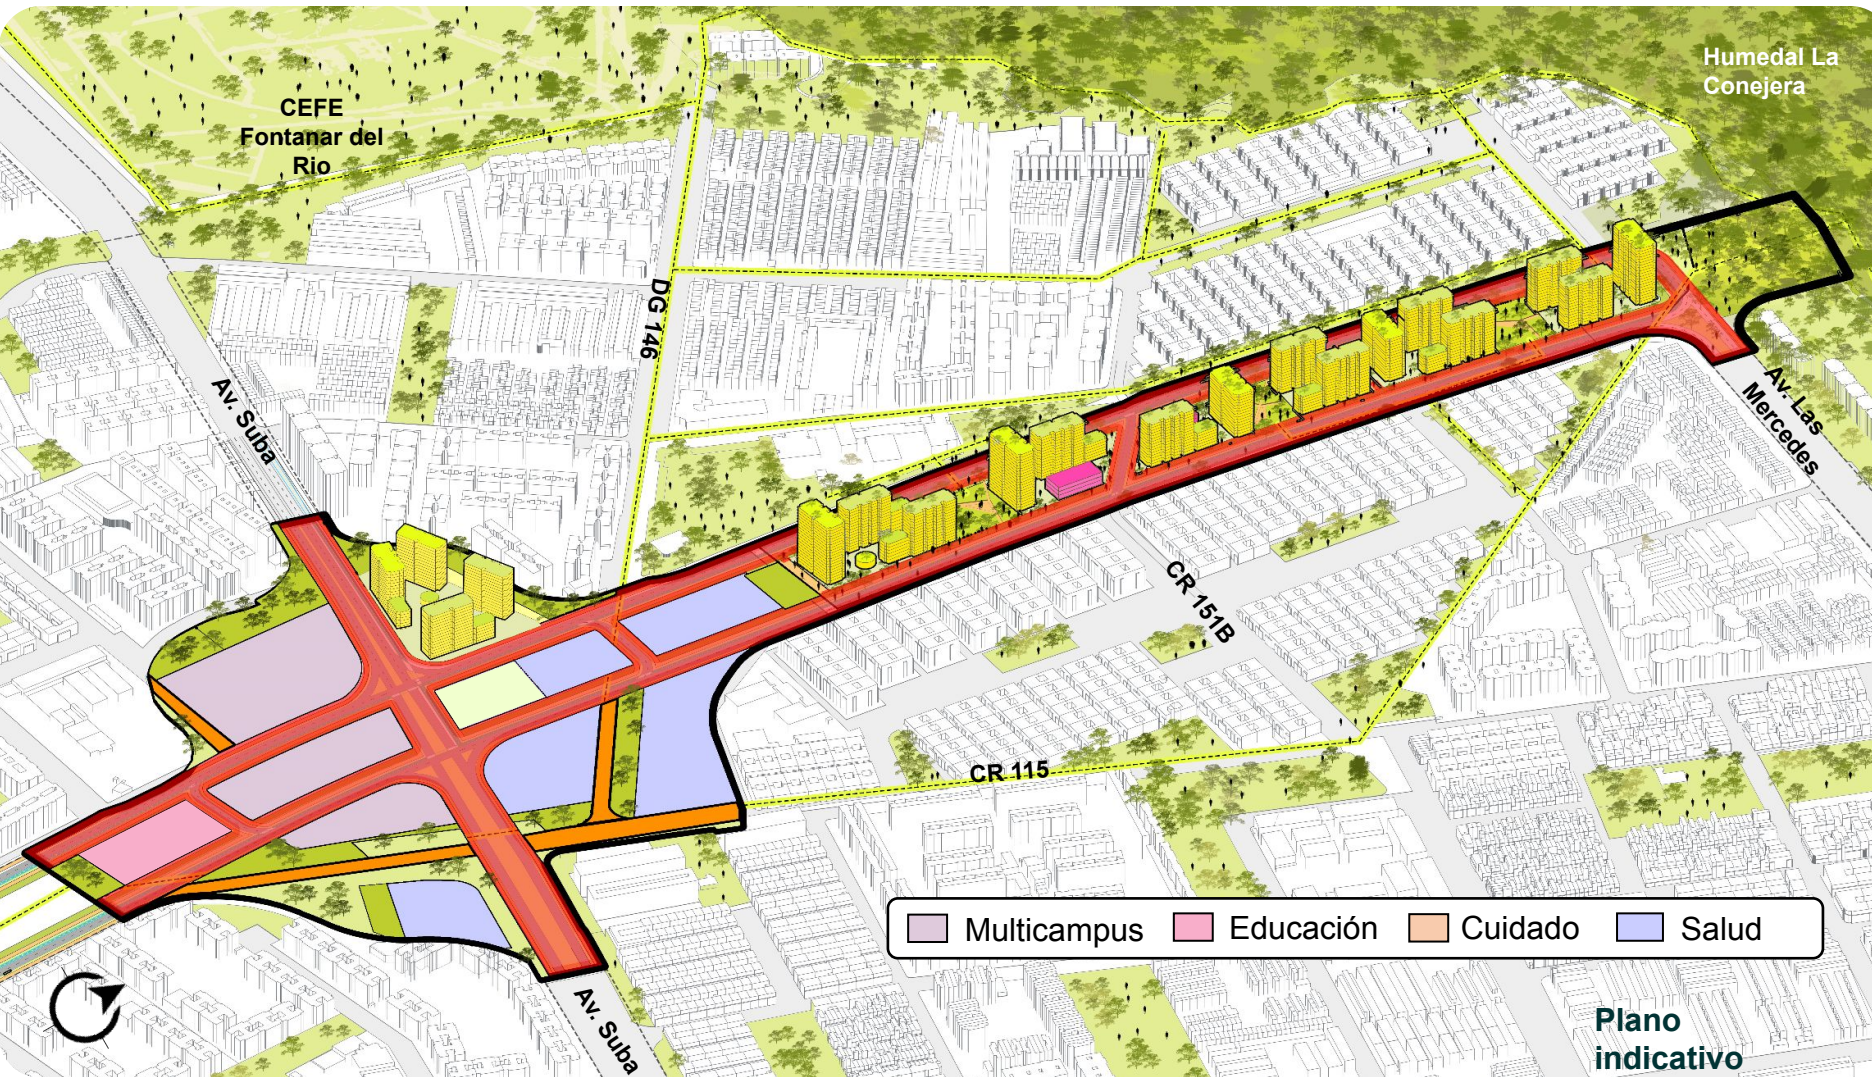 Humedal La
Conejera
CEFE
Fontanar del
Rio
DG 146
Av. Suba
Av. Las
Mercedes
CR 151B
CR 115
Multicampus
Educación
Cuidado
Salud
Av. Suba
Plano
indicativo